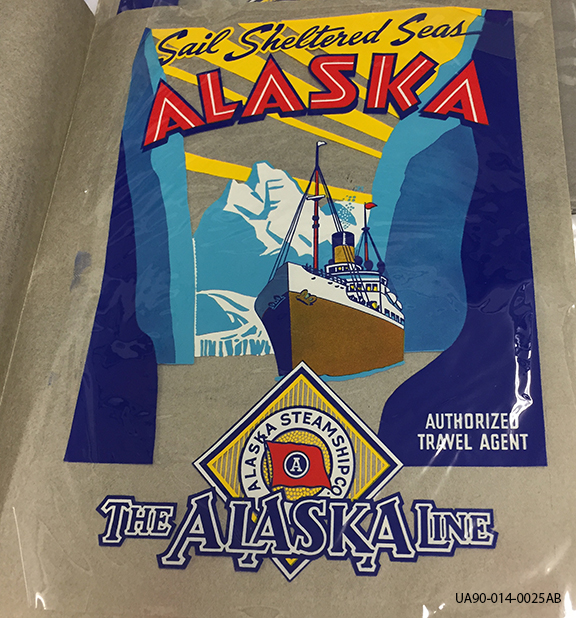 Sail Sheltered Seas
ALASKA
AUTHORIZED
TRAVEL AGENT
ALASKA STEAMSHIP CO.
A
THE ALASKA LINE
UA90-014-0025AB